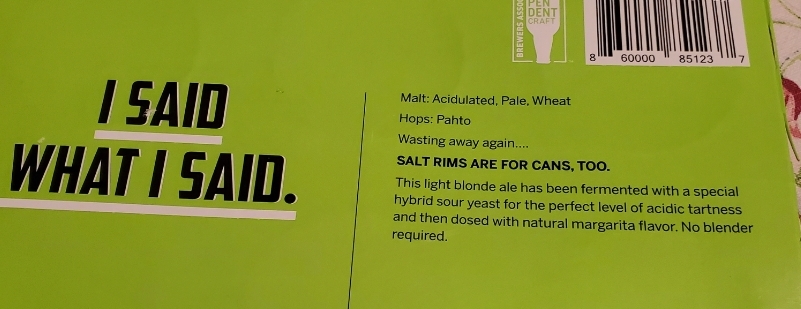 BREWERS ASSOC
PEN
DENT
CRAFT
8 60000 85123 7
I SAID
WHAT I SAID.
Malt: Acidulated, Pale, Wheat
Hops: Pahto
Wasting away again....
SALT RIMS ARE FOR CANS, TOO.
This light blonde ale has been fermented with a special
hybrid sour yeast for the perfect level of acidic tartness
and then dosed with natural margarita flavor. No blender
required.